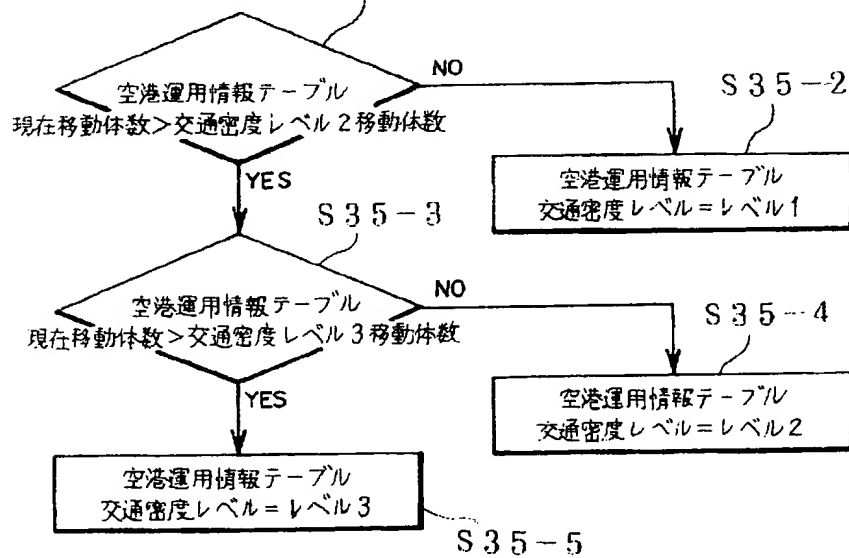 空港運用情報テーブル
現在移動体数>交通密度レベル2移動体数
NO
YES
S35-2
空港運用情報テーブル
交通密度レベル=レベル1
S35-3
空港運用情報テーブル
現在移動体数>交通密度レベル3移動体数
NO
YES
S35-4
空港運用情報テーブル
交通密度レベル=レベル2
空港運用情報テーブル
交通密度レベル=レベル3
S35-5